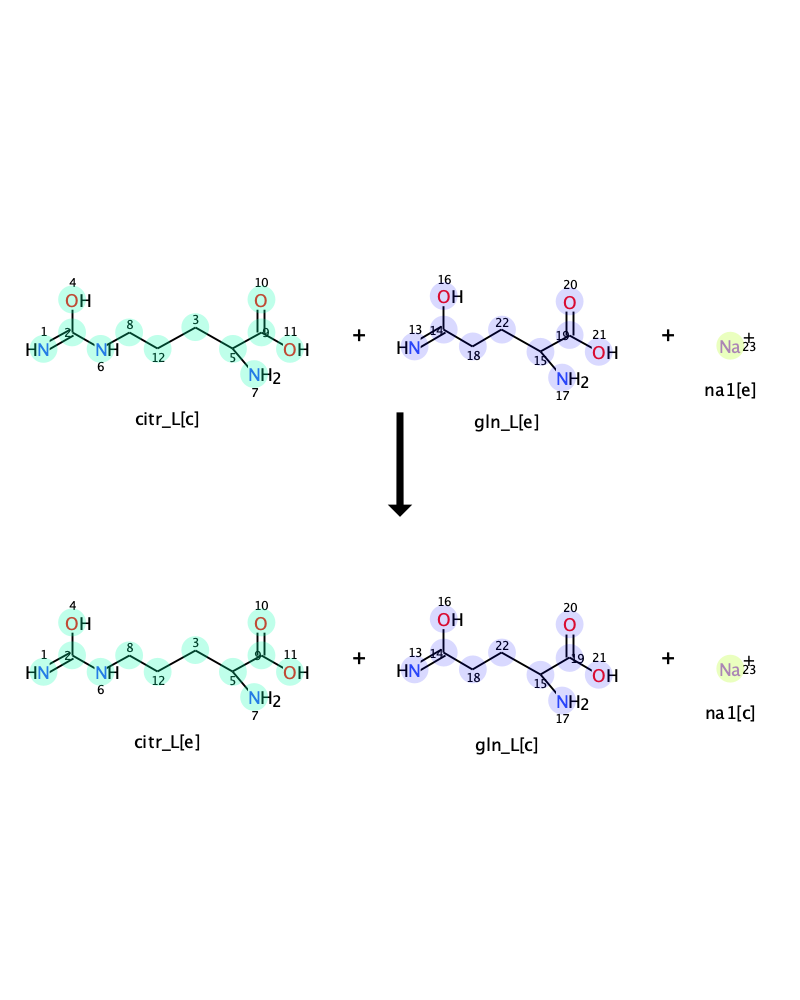 4 10 16 20
OH O OH O
1 2 8 3 9 11 13 14 22 19 21
HN NH OH + HN OH + Na + 23
6 12 5 18 15
NH2 NH2
7 17
citr_L[c] gln_L[e] na1[e]
4 10 16 20
OH O OH O
1 2 8 3 9 11 13 14 22 19 21
HN NH OH + HN OH + Na + 23
6 12 5 18 15
NH2 NH2
7 17
citr_L[e] gln_L[c] na1[c]